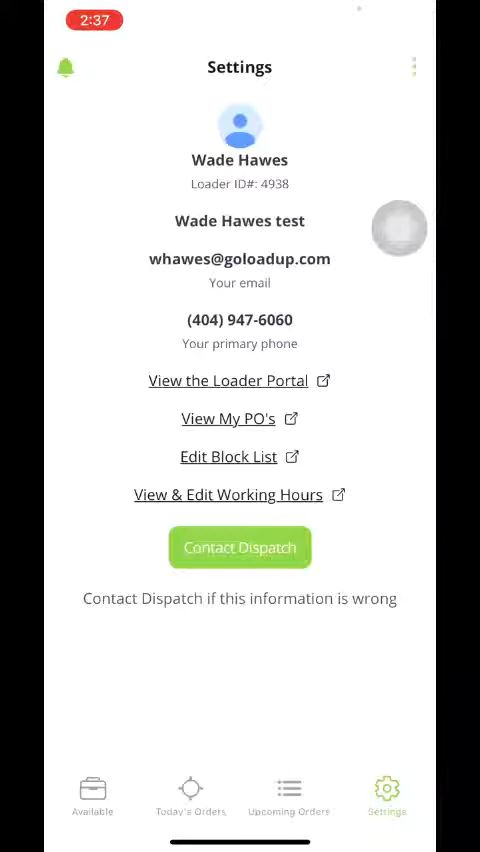 2:37
Settings
Wade Hawes
Loader ID#: 4938
Wade Hawes test
whawes@goloadup.com
Your email
(404) 947-6060
Your primary phone
View the Loader Portal
View My PO's
Edit Block List
View & Edit Working Hours
Contact Dispatch
Contact Dispatch if this information is wrong
Available
Today's Orders
Upcoming Orders
Settings